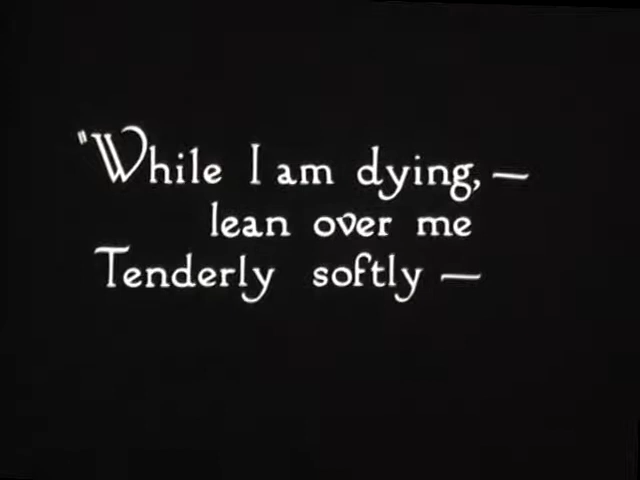 "While I am dying, —
lean over me
Tenderly softly —